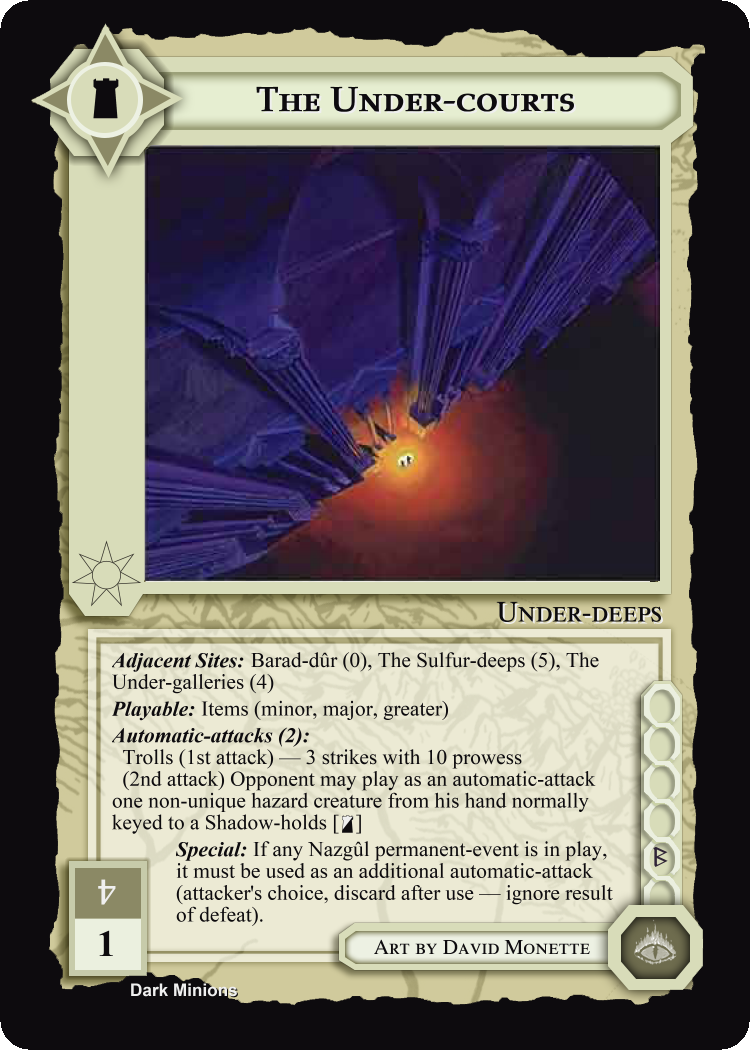 The Under-courts
Under-deeps
Adjacent Sites: Barad-dûr (0), The Sulfur-deeps (5), The
Under-galleries (4)
Playable: Items (minor, major, greater)
Automatic-attacks (2):
Trolls (1st attack) — 3 strikes with 10 prowess
(2nd attack) Opponent may play as an automatic-attack
one non-unique hazard creature from his hand normally
keyed to a Shadow-holds [ ]
Special: If any Nazgûl permanent-event is in play,
it must be used as an additional automatic-attack
(attacker's choice, discard after use — ignore result
of defeat).
4
1
Art by David Monette
Dark Minions